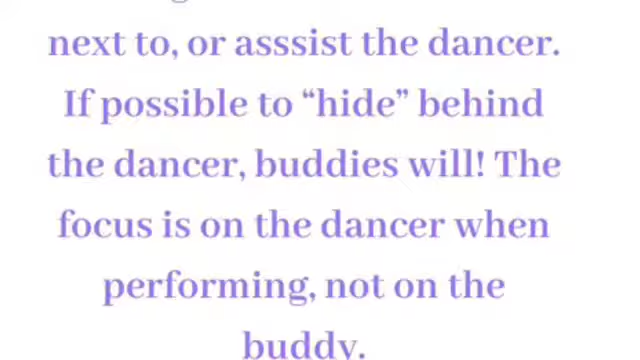 next to, or asssist the dancer.
If possible to “hide” behind
the dancer, buddies will! The
focus is on the dancer when
performing, not on the
buddy.